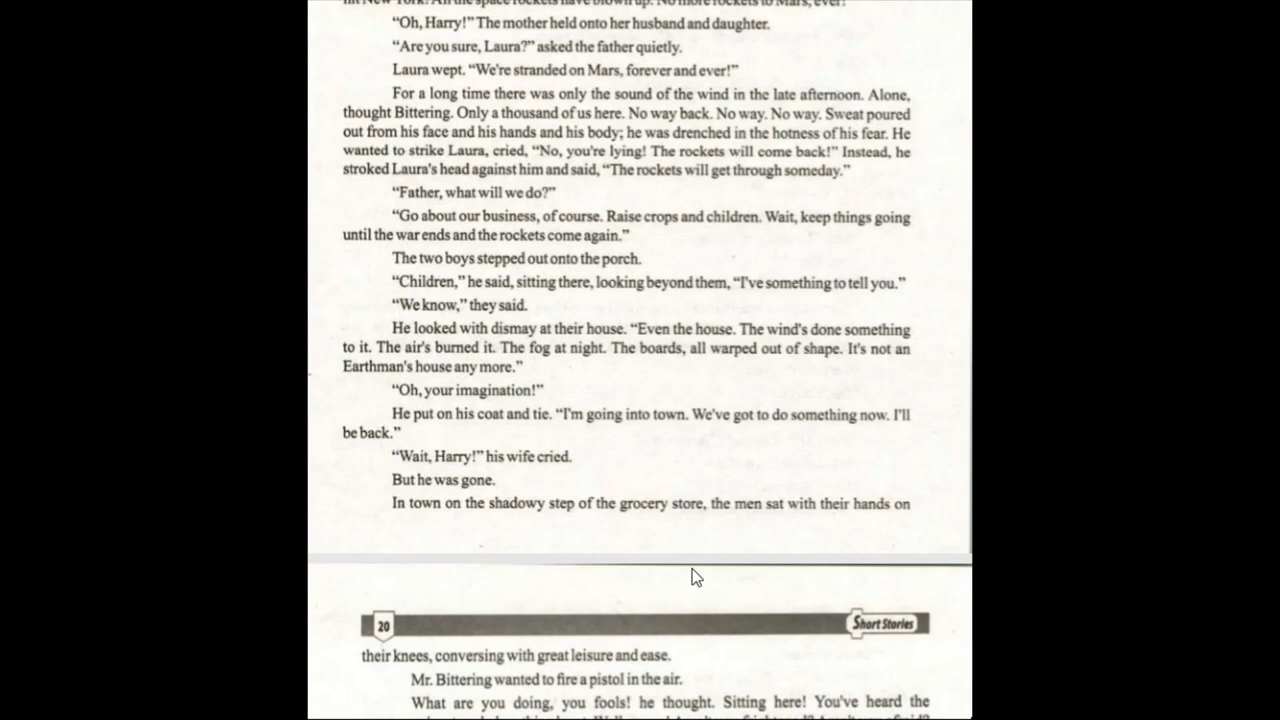 hit New York! All the space rockets have blown up. No more rockets to Mars, ever!"
"Oh, Harry!" The mother held onto her husband and daughter.
"Are you sure, Laura?" asked the father quietly.
Laura wept. "We're stranded on Mars, forever and ever!"
For a long time there was only the sound of the wind in the late afternoon. Alone,
thought Bittering. Only a thousand of us here. No way back. No way. No way. Sweat poured
out from his face and his hands and his body; he was drenched in the hotness of his fear. He
wanted to strike Laura, cried, "No, you're lying! The rockets will come back!" Instead, he
stroked Laura's head against him and said, "The rockets will get through someday."
"Father, what will we do?"
"Go about our business, of course. Raise crops and children. Wait, keep things going
until the war ends and the rockets come again."
The two boys stepped out onto the porch.
"Children," he said, sitting there, looking beyond them, "I've something to tell you."
"We know," they said.
He looked with dismay at their house. "Even the house. The wind's done something
to it. The air's burned it. The fog at night. The boards, all warped out of shape. It's not an
Earthman's house any more."
"Oh, your imagination!"
He put on his coat and tie. "I'm going into town. We've got to do something now. I'll
be back."
"Wait, Harry!" his wife cried.
But he was gone.
In town on the shadowy step of the grocery store, the men sat with their hands on
20 Short Stories
their knees, conversing with great leisure and ease.
Mr. Bittering wanted to fire a pistol in the air.
What are you doing, you fools! he thought. Sitting here! You've heard the